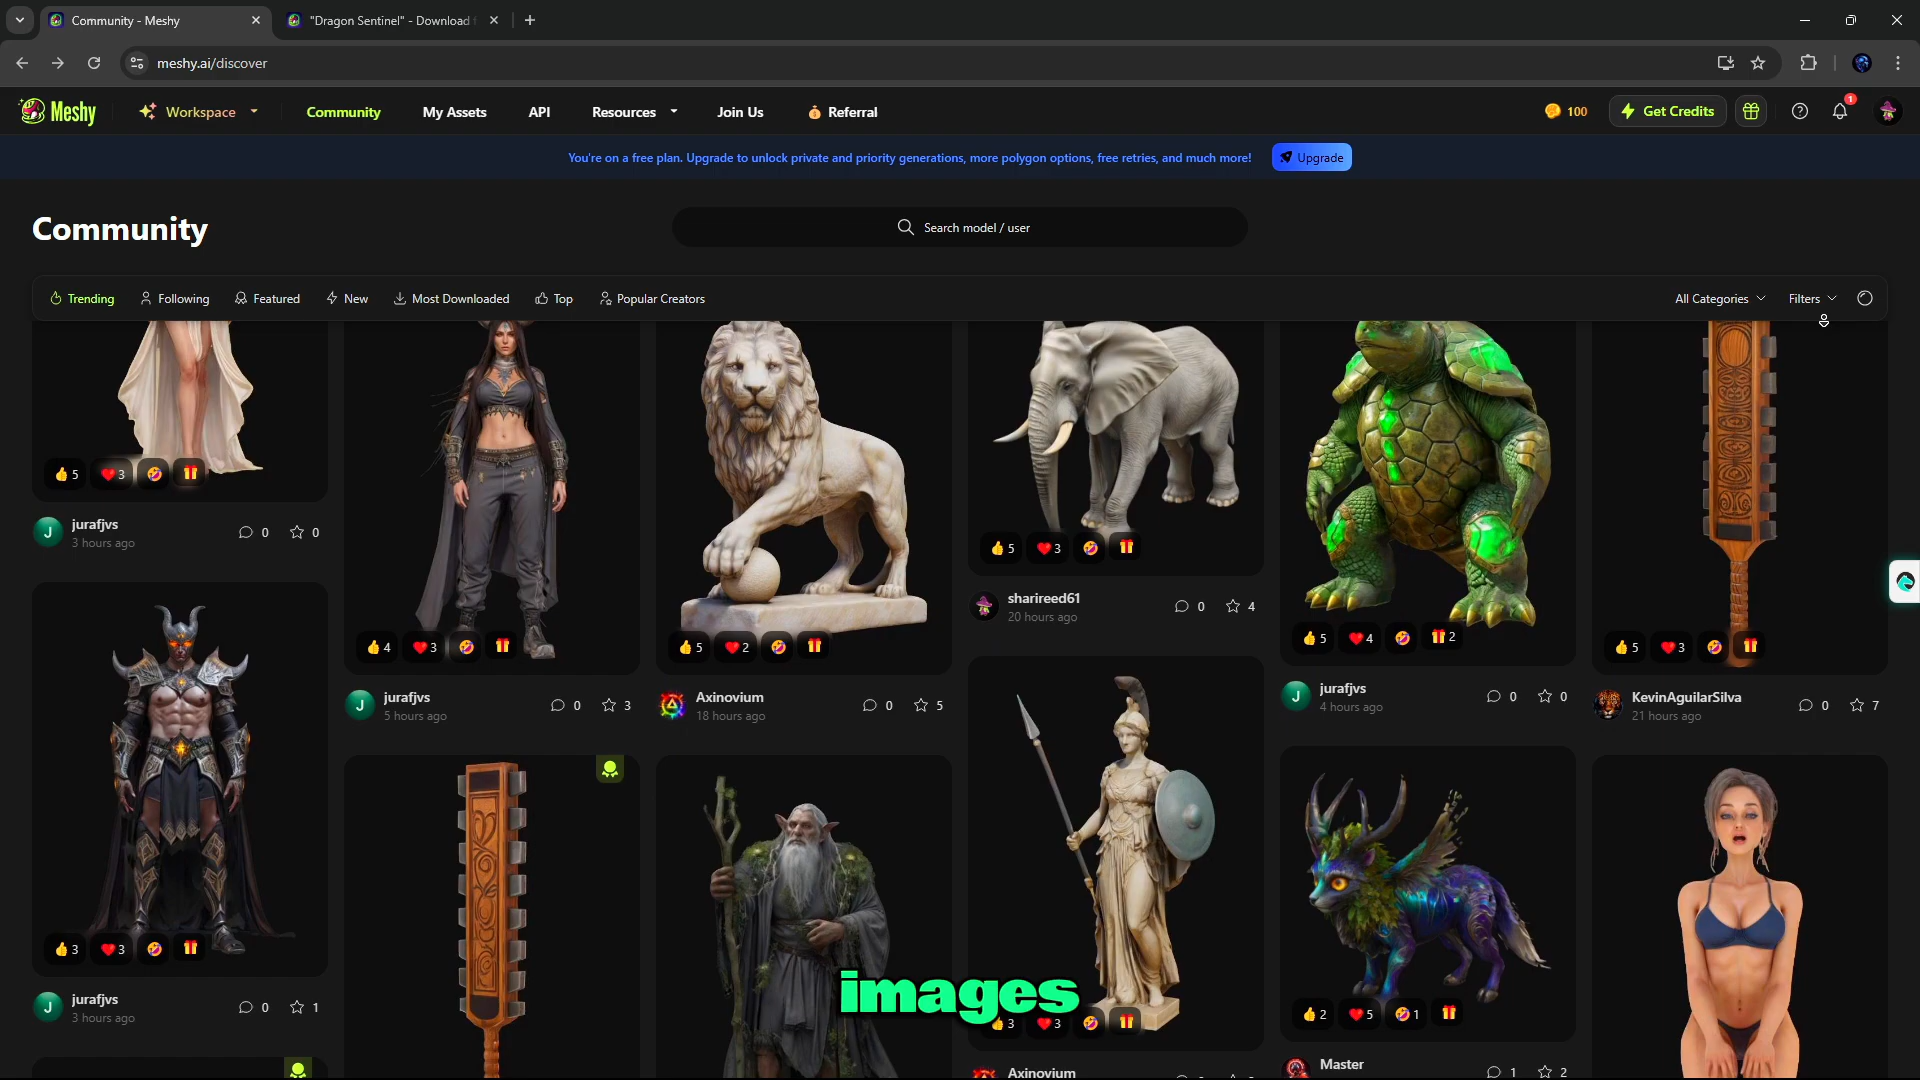 Community - Meshy
"Dragon Sentinel" - Download
meshy.ai/discover
Meshy
Workspace
Community
My Assets
API
Resources
Join Us
Referral
100
Get Credits
1
You're on a free plan. Upgrade to unlock private and priority generations, more polygon options, free retries, and much more!
Upgrade
Community
Search model / user
Trending
Following
Featured
New
Most Downloaded
Top
Popular Creators
All Categories
Filters
5
3
J
jurafjvs
3 hours ago
0
0
4
3
J
jurafjvs
5 hours ago
0
3
5
2
Axinovium
18 hours ago
0
5
5
3
sharireed61
20 hours ago
0
4
5
4
2
J
jurafjvs
4 hours ago
0
0
5
3
KevinAguilarSilva
21 hours ago
0
7
3
3
J
jurafjvs
3 hours ago
0
1
images
3
3
Axinovium
2
5
1
Master
1
2